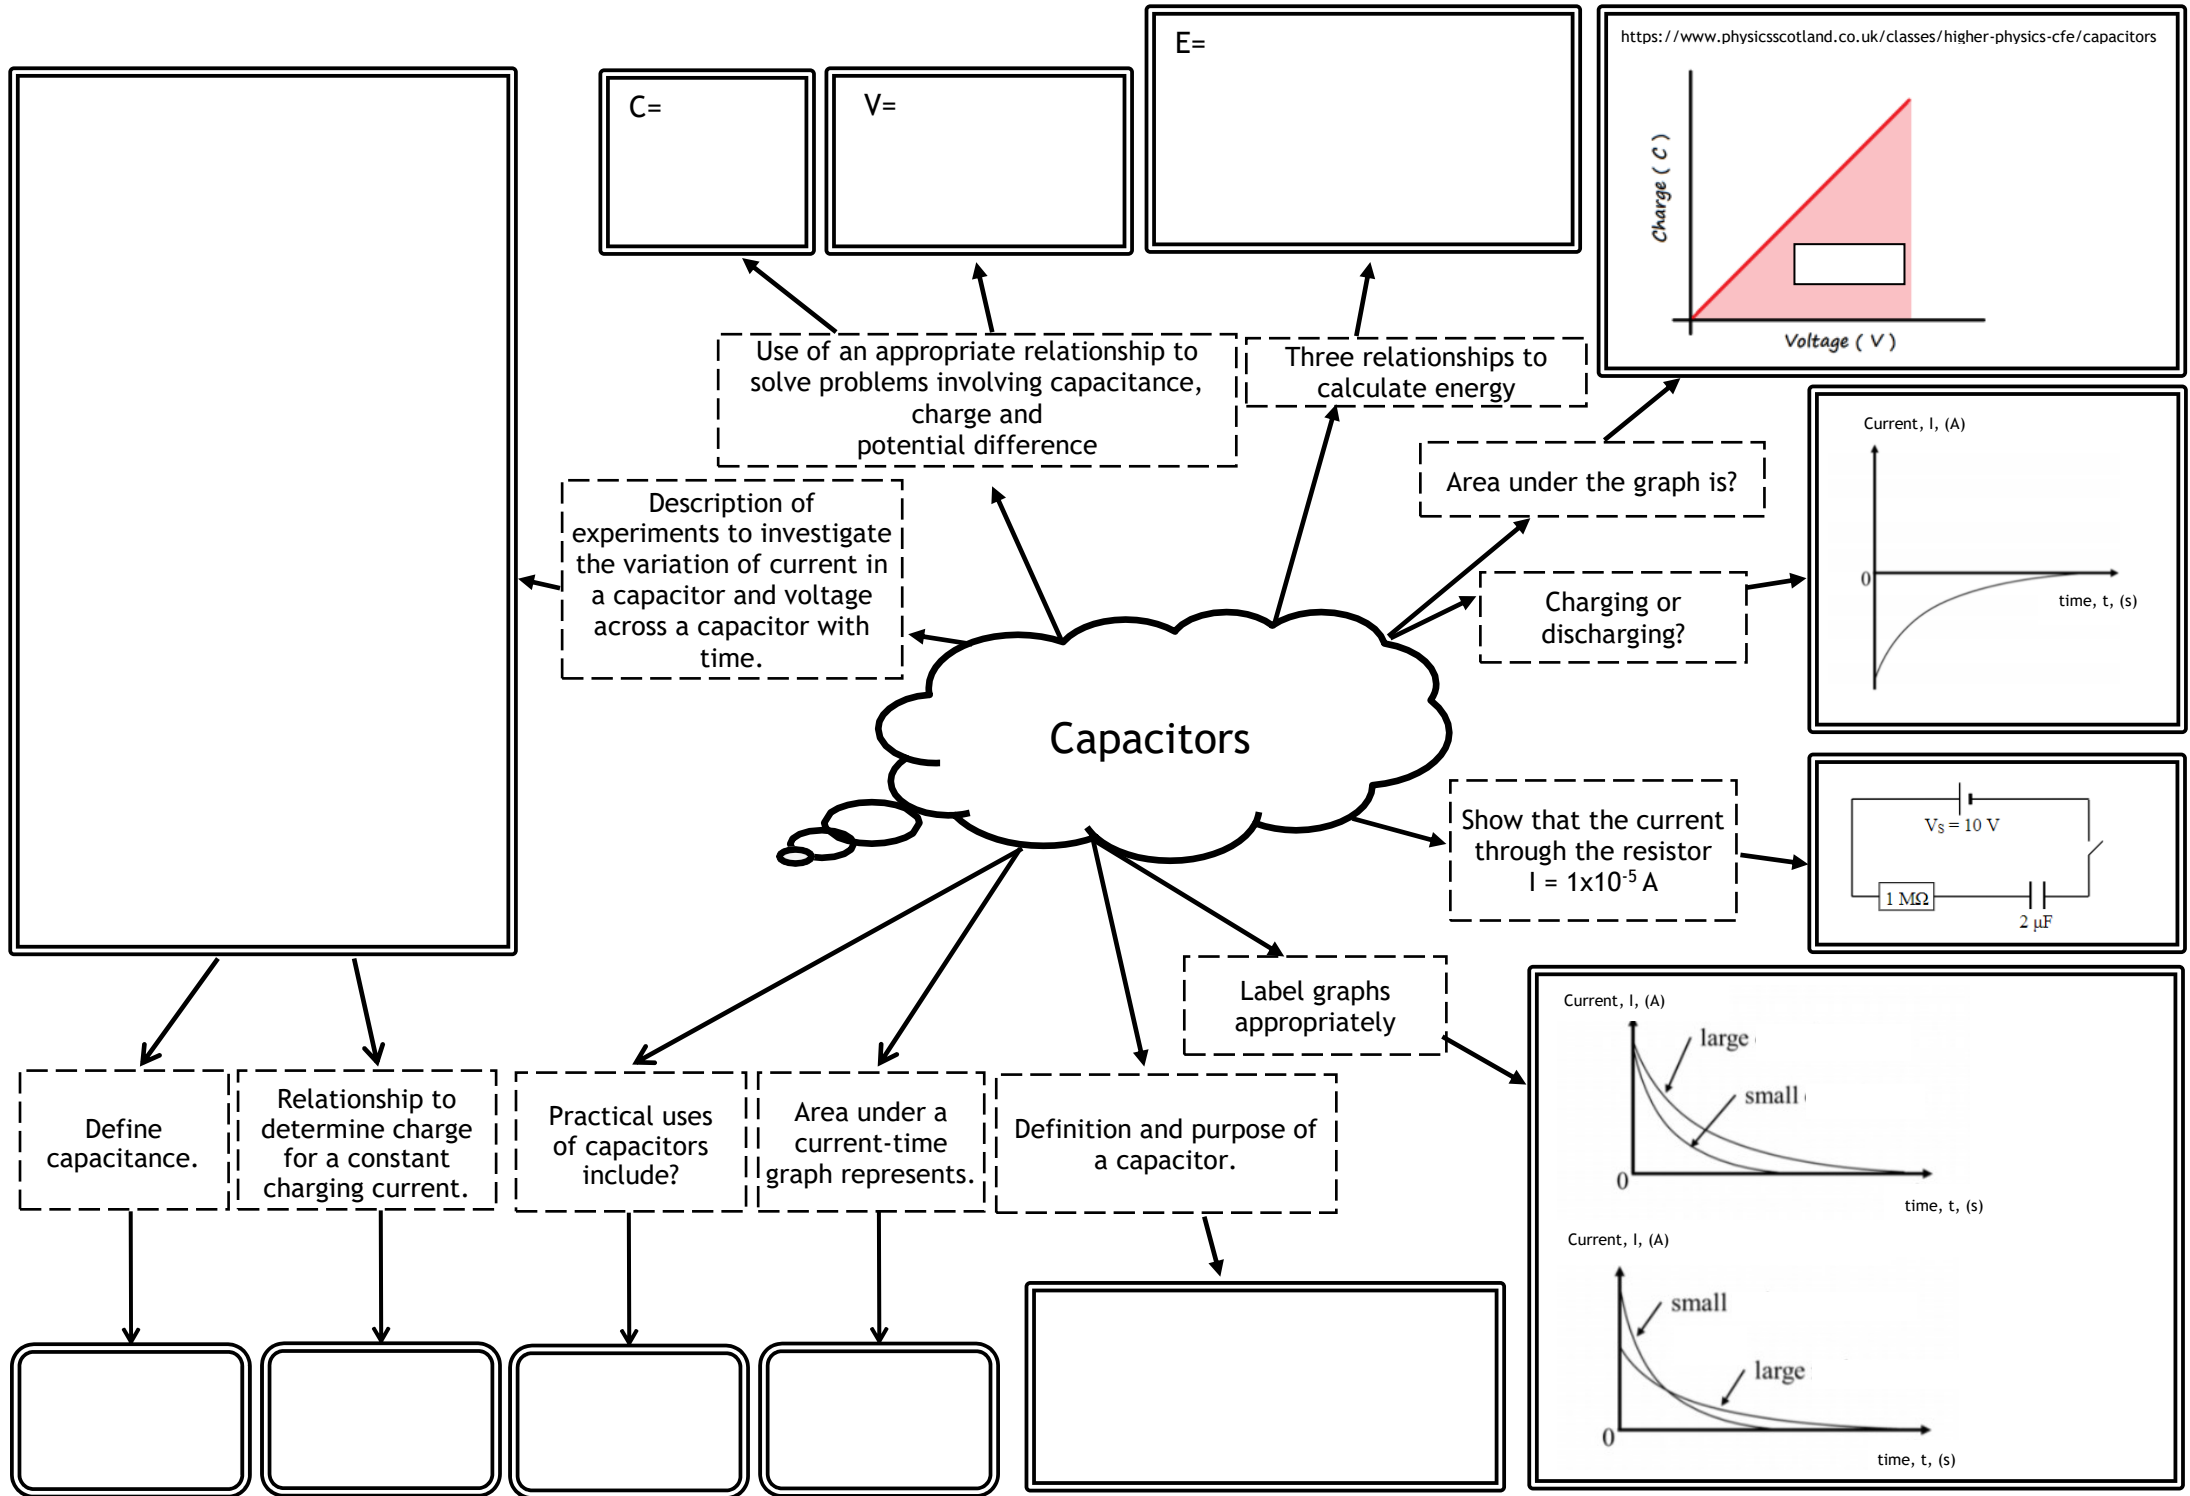 E=
https://www.physicsscotland.co.uk/classes/higher-physics-cfe/capacitors
C=
V=
Charge ( C )
Voltage ( V )
Use of an appropriate relationship to
solve problems involving capacitance,
charge and
potential difference
Three relationships to
calculate energy
Area under the graph is?
Current, I, (A)
0
time, t, (s)
Description of
experiments to investigate
the variation of current in
a capacitor and voltage
across a capacitor with
time.
Charging or
discharging?
Capacitors
Show that the current
through the resistor
I = 1x10⁻⁵ A
Vₛ = 10 V
1 MΩ
2 μF
Label graphs
appropriately
Current, I, (A)
large
small
0
time, t, (s)
Current, I, (A)
small
large
0
time, t, (s)
Define
capacitance.
Relationship to
determine charge
for a constant
charging current.
Practical uses
of capacitors
include?
Area under a
current-time
graph represents.
Definition and purpose of
a capacitor.